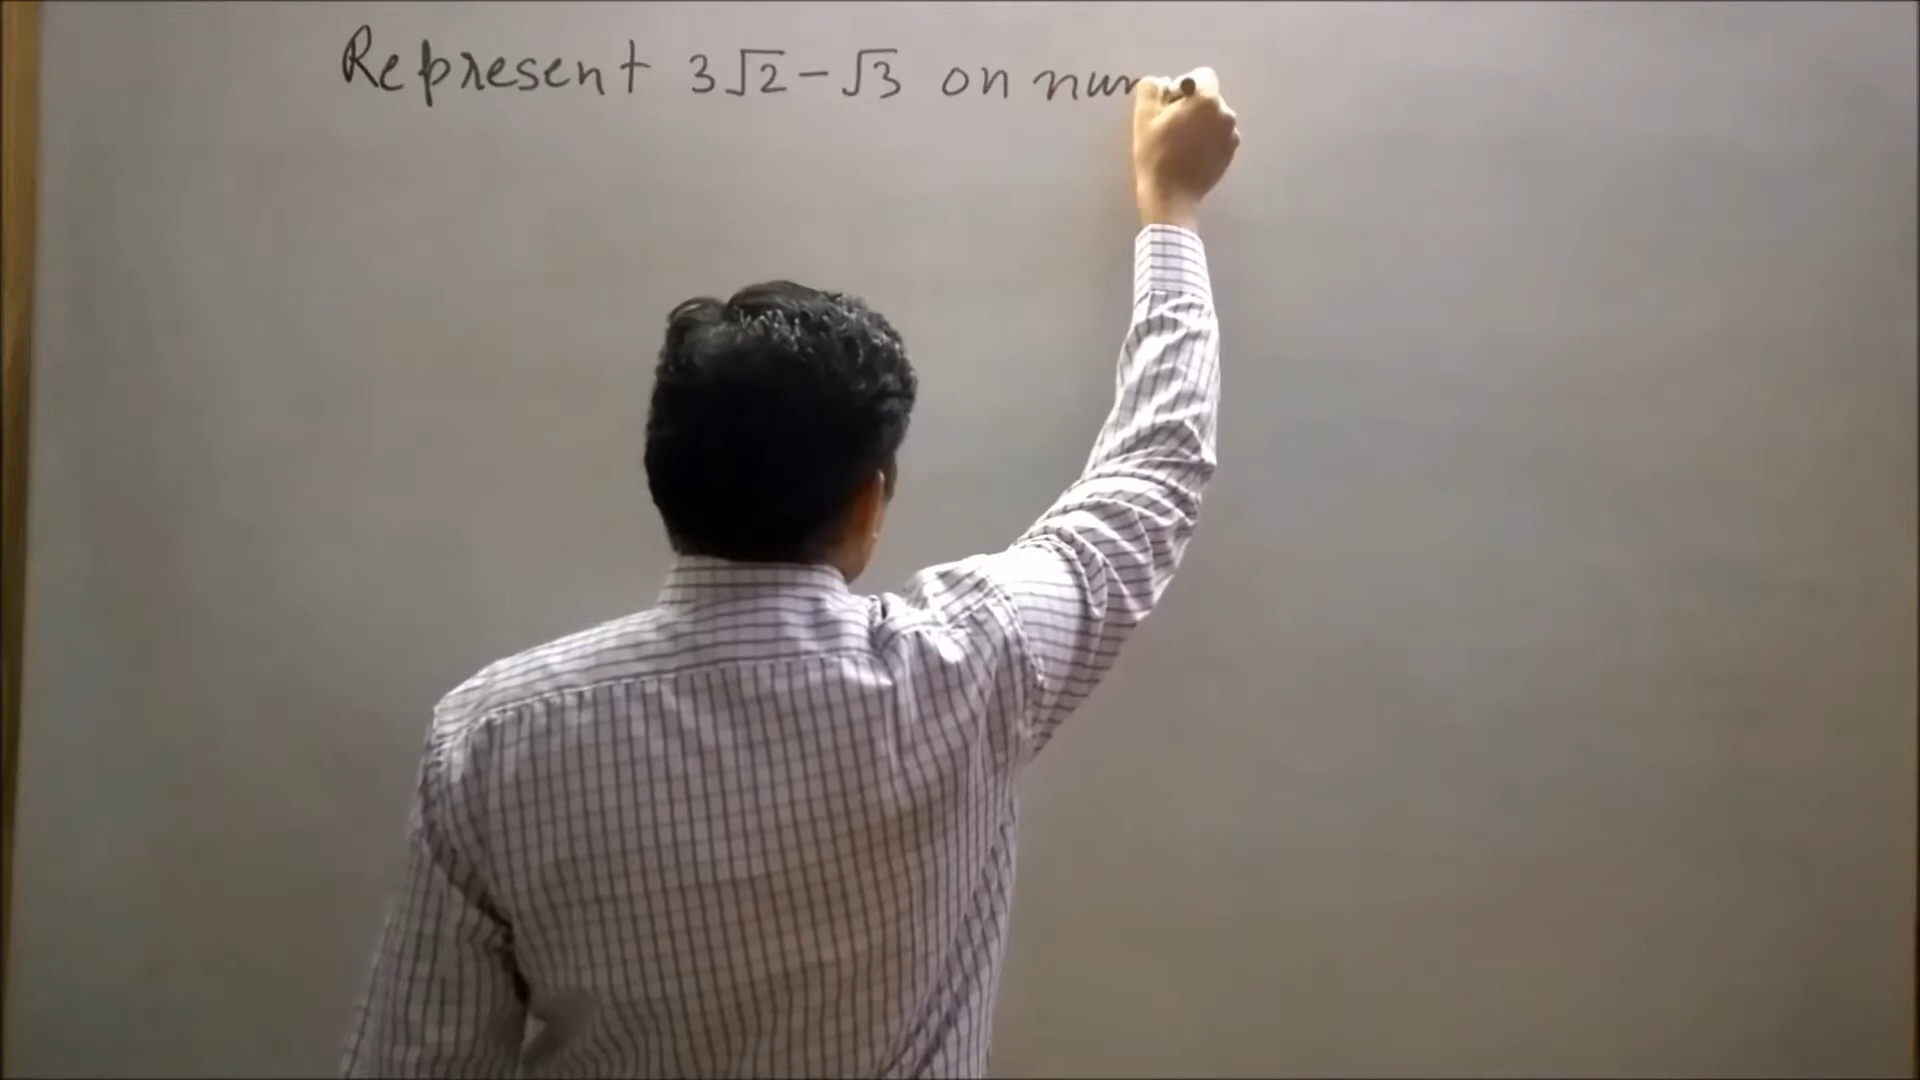 Represent 3√2-√3 on num